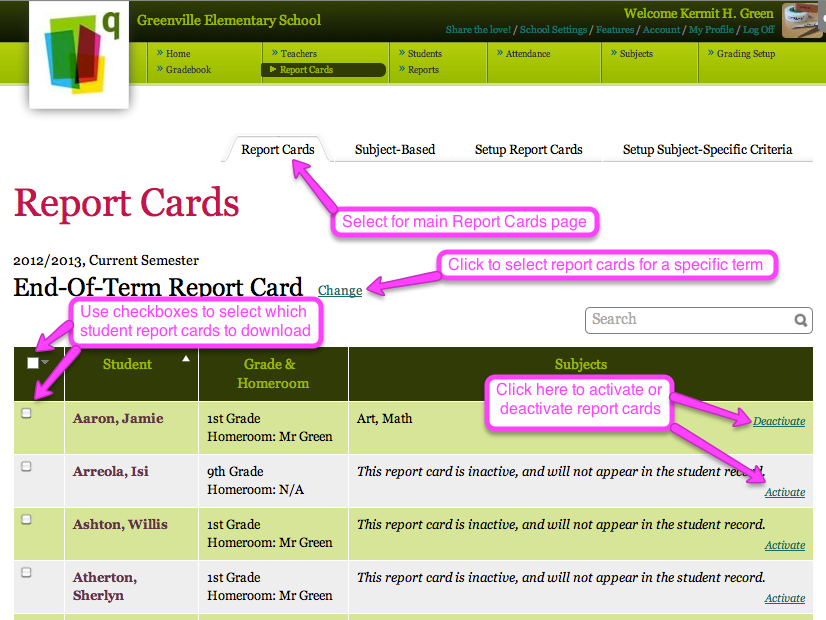 q
Greenville Elementary School
Welcome Kermit H. Green
Share the love! / School Settings / Features / Account / My Profile / Log Off
» Home
» Gradebook
» Teachers
Report Cards
» Students
» Reports
» Attendance
» Subjects
» Grading Setup
Report Cards
Subject-Based
Setup Report Cards
Setup Subject-Specific Criteria
Report Cards
Select for main Report Cards page
2012/2013, Current Semester
Click to select report cards for a specific term
End-Of-Term Report Card
Change
Use checkboxes to select which
student report cards to download
Search
Student
Grade &
Homeroom
Subjects
Click here to activate or
deactivate report cards
Aaron, Jamie
1st Grade
Homeroom: Mr Green
Art, Math
Deactivate
Arreola, Isi
9th Grade
Homeroom: N/A
This report card is inactive, and will not appear in the student record.
Activate
Ashton, Willis
1st Grade
Homeroom: Mr Green
This report card is inactive, and will not appear in the student record.
Activate
Atherton,
Sherlyn
1st Grade
Homeroom: Mr Green
This report card is inactive, and will not appear in the student record.
Activate